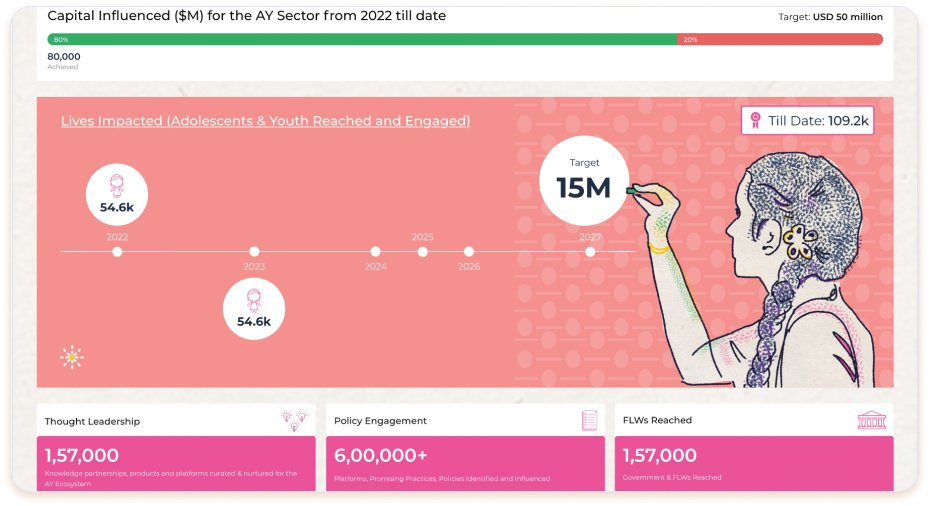 Capital Influenced ($M) for the AY Sector from 2022 till date
Target: USD 50 million
80%
20%
80,000
Achieved
Lives Impacted (Adolescents & Youth Reached and Engaged)
Till Date: 109.2k
Target
15M
54.6k
2022
2025
2027
2023
2024
2026
54.6k
Thought Leadership
Policy Engagement
FLWs Reached
1,57,000
Knowledge partnerships, products and platforms curated & nurtured for the
AY Ecosystem
6,00,000+
Platforms, Promising Practices, Policies Identified and Influenced
1,57,000
Government & FLWs Reached